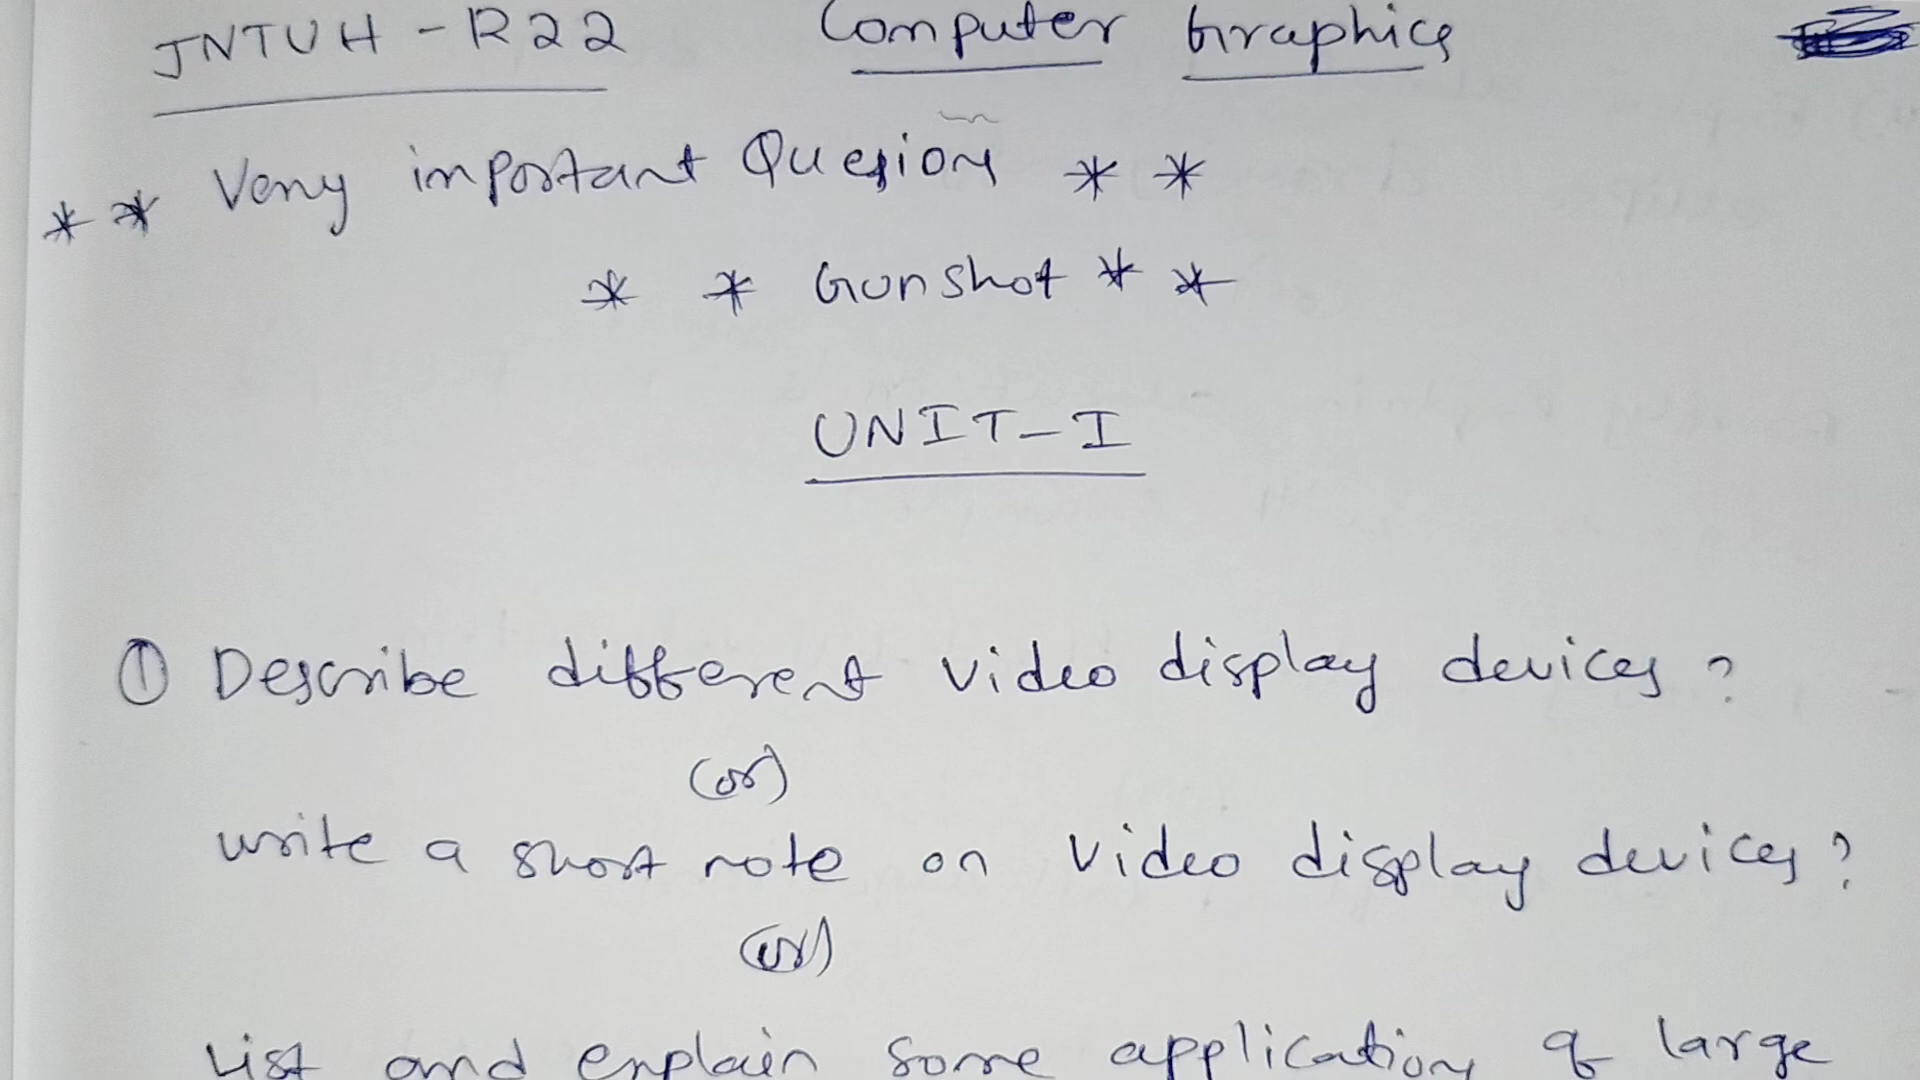 JNTUH - R22 Computer Graphics
** Very important Quesions **
* * Gunshot * *
UNIT-I
① Describe different video display devices?
(or)
write a short note on video display devices?
(or)
List and explain some applications of large